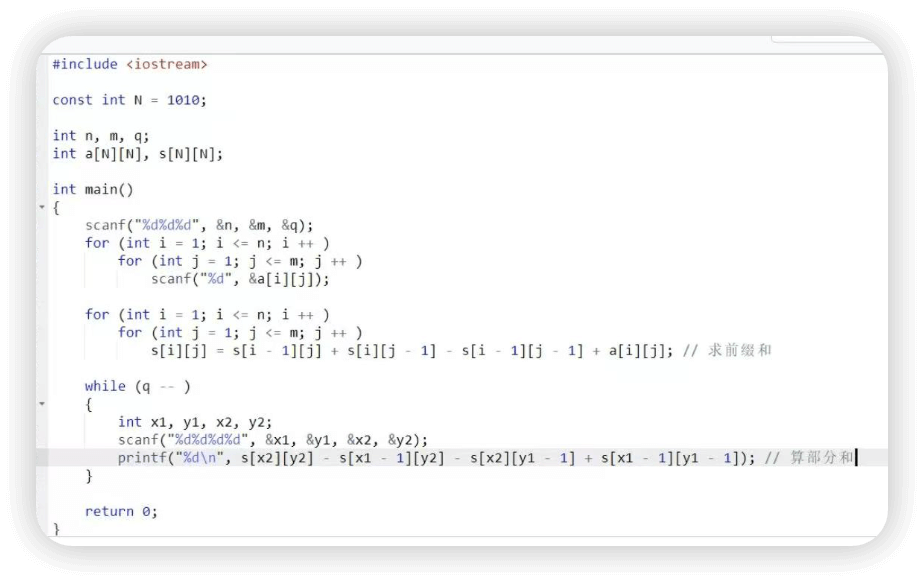 #include <iostream>
const int N = 1010;
int n, m, q;
int a[N][N], s[N][N];
int main()
{
scanf("%d%d%d", &n, &m, &q);
for (int i = 1; i <= n; i ++ )
for (int j = 1; j <= m; j ++ )
scanf("%d", &a[i][j]);
for (int i = 1; i <= n; i ++ )
for (int j = 1; j <= m; j ++ )
s[i][j] = s[i - 1][j] + s[i][j - 1] - s[i - 1][j - 1] + a[i][j]; // 求前缀和
while (q -- )
{
int x1, y1, x2, y2;
scanf("%d%d%d%d", &x1, &y1, &x2, &y2);
printf("%d\n", s[x2][y2] - s[x1 - 1][y2] - s[x2][y1 - 1] + s[x1 - 1][y1 - 1]); // 算部分和
}
return 0;
}